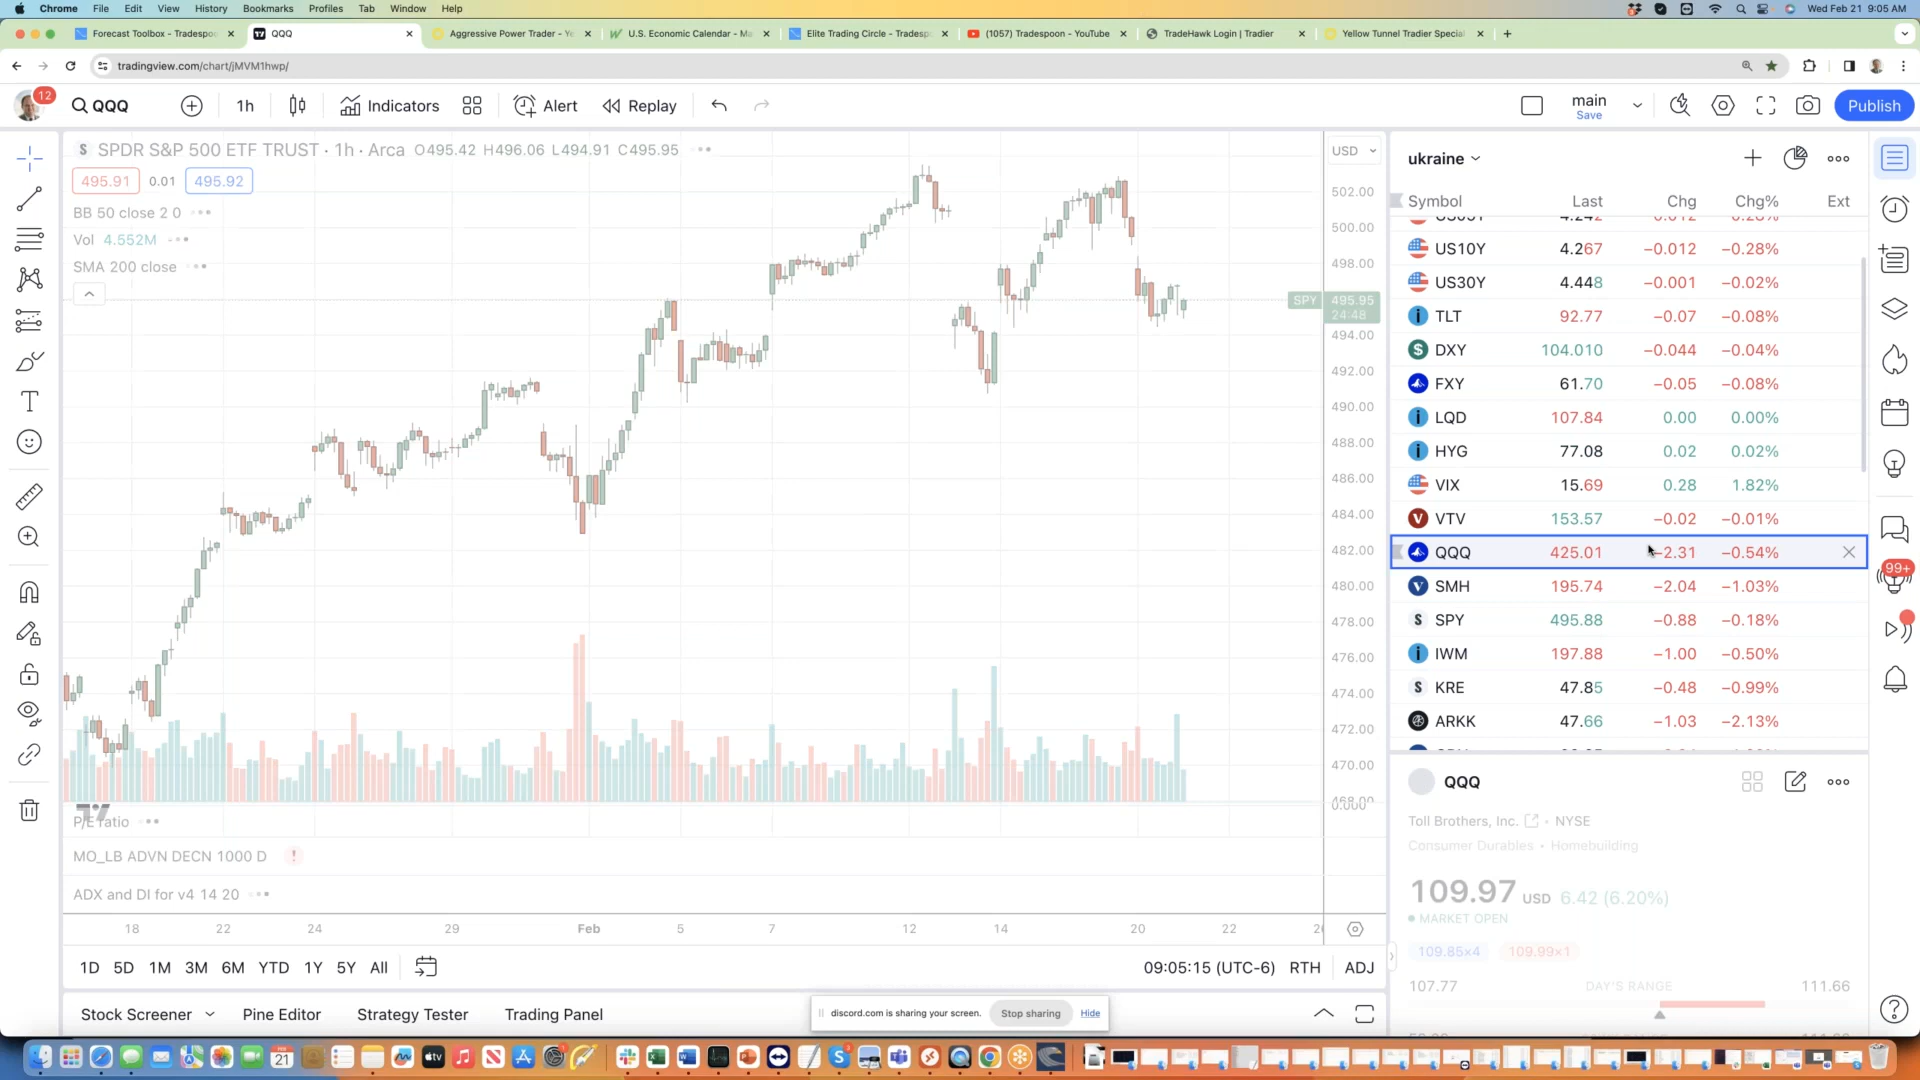 Chrome File Edit View History Bookmarks Profiles Tab Window Help Wed Feb 21 9:05 AM
Forecast Toolbox - Tradespoo
QQQ
Aggressive Power Trader - Ye
U.S. Economic Calendar - Ma
Elite Trading Circle - Tradesp
(1057) Tradespoon - YouTube
TradeHawk Login | Tradier
Yellow Tunnel Tradier Special
tradingview.com/chart/jMVM1hwp/
12 QQQ 1h Indicators Alert Replay main Save Publish
S SPDR S&P 500 ETF TRUST · 1h · Arca O495.42 H496.06 L494.91 C495.95
USD
495.91 0.01 495.92
BB 50 close 2 0
Vol 4.552M
SMA 200 close
502.00
500.00
498.00
SPY 495.95
24:48
494.00
492.00
490.00
488.00
486.00
484.00
482.00
480.00
478.00
476.00
474.00
472.00
470.00
P/E ratio
MO_LB ADVN DECN 1000 D
ADX and DI for v4 14 20
18 22 24 29 Feb 5 7 12 14 20 22
1D 5D 1M 3M 6M YTD 1Y 5Y All 09:05:15 (UTC-6) RTH ADJ
Stock Screener Pine Editor Strategy Tester Trading Panel
discord.com is sharing your screen. Stop sharing Hide
ukraine
Symbol Last Chg Chg% Ext
US10Y 4.267 −0.012 −0.28%
US30Y 4.448 −0.001 −0.02%
TLT 92.77 −0.07 −0.08%
DXY 104.010 −0.044 −0.04%
FXY 61.70 −0.05 −0.08%
LQD 107.84 0.00 0.00%
HYG 77.08 0.02 0.02%
VIX 15.69 0.28 1.82%
VTV 153.57 −0.02 −0.01%
QQQ 425.01 −2.31 −0.54%
SMH 195.74 −2.04 −1.03%
SPY 495.88 −0.88 −0.18%
IWM 197.88 −1.00 −0.50%
KRE 47.85 −0.48 −0.99%
ARKK 47.66 −1.03 −2.13%
QQQ
Toll Brothers, Inc. • NYSE
Consumer Durables • Homebuilding
109.97 USD 6.42 (6.20%)
MARKET OPEN
109.85×4 109.99×1
107.77 DAY'S RANGE 111.66
99+